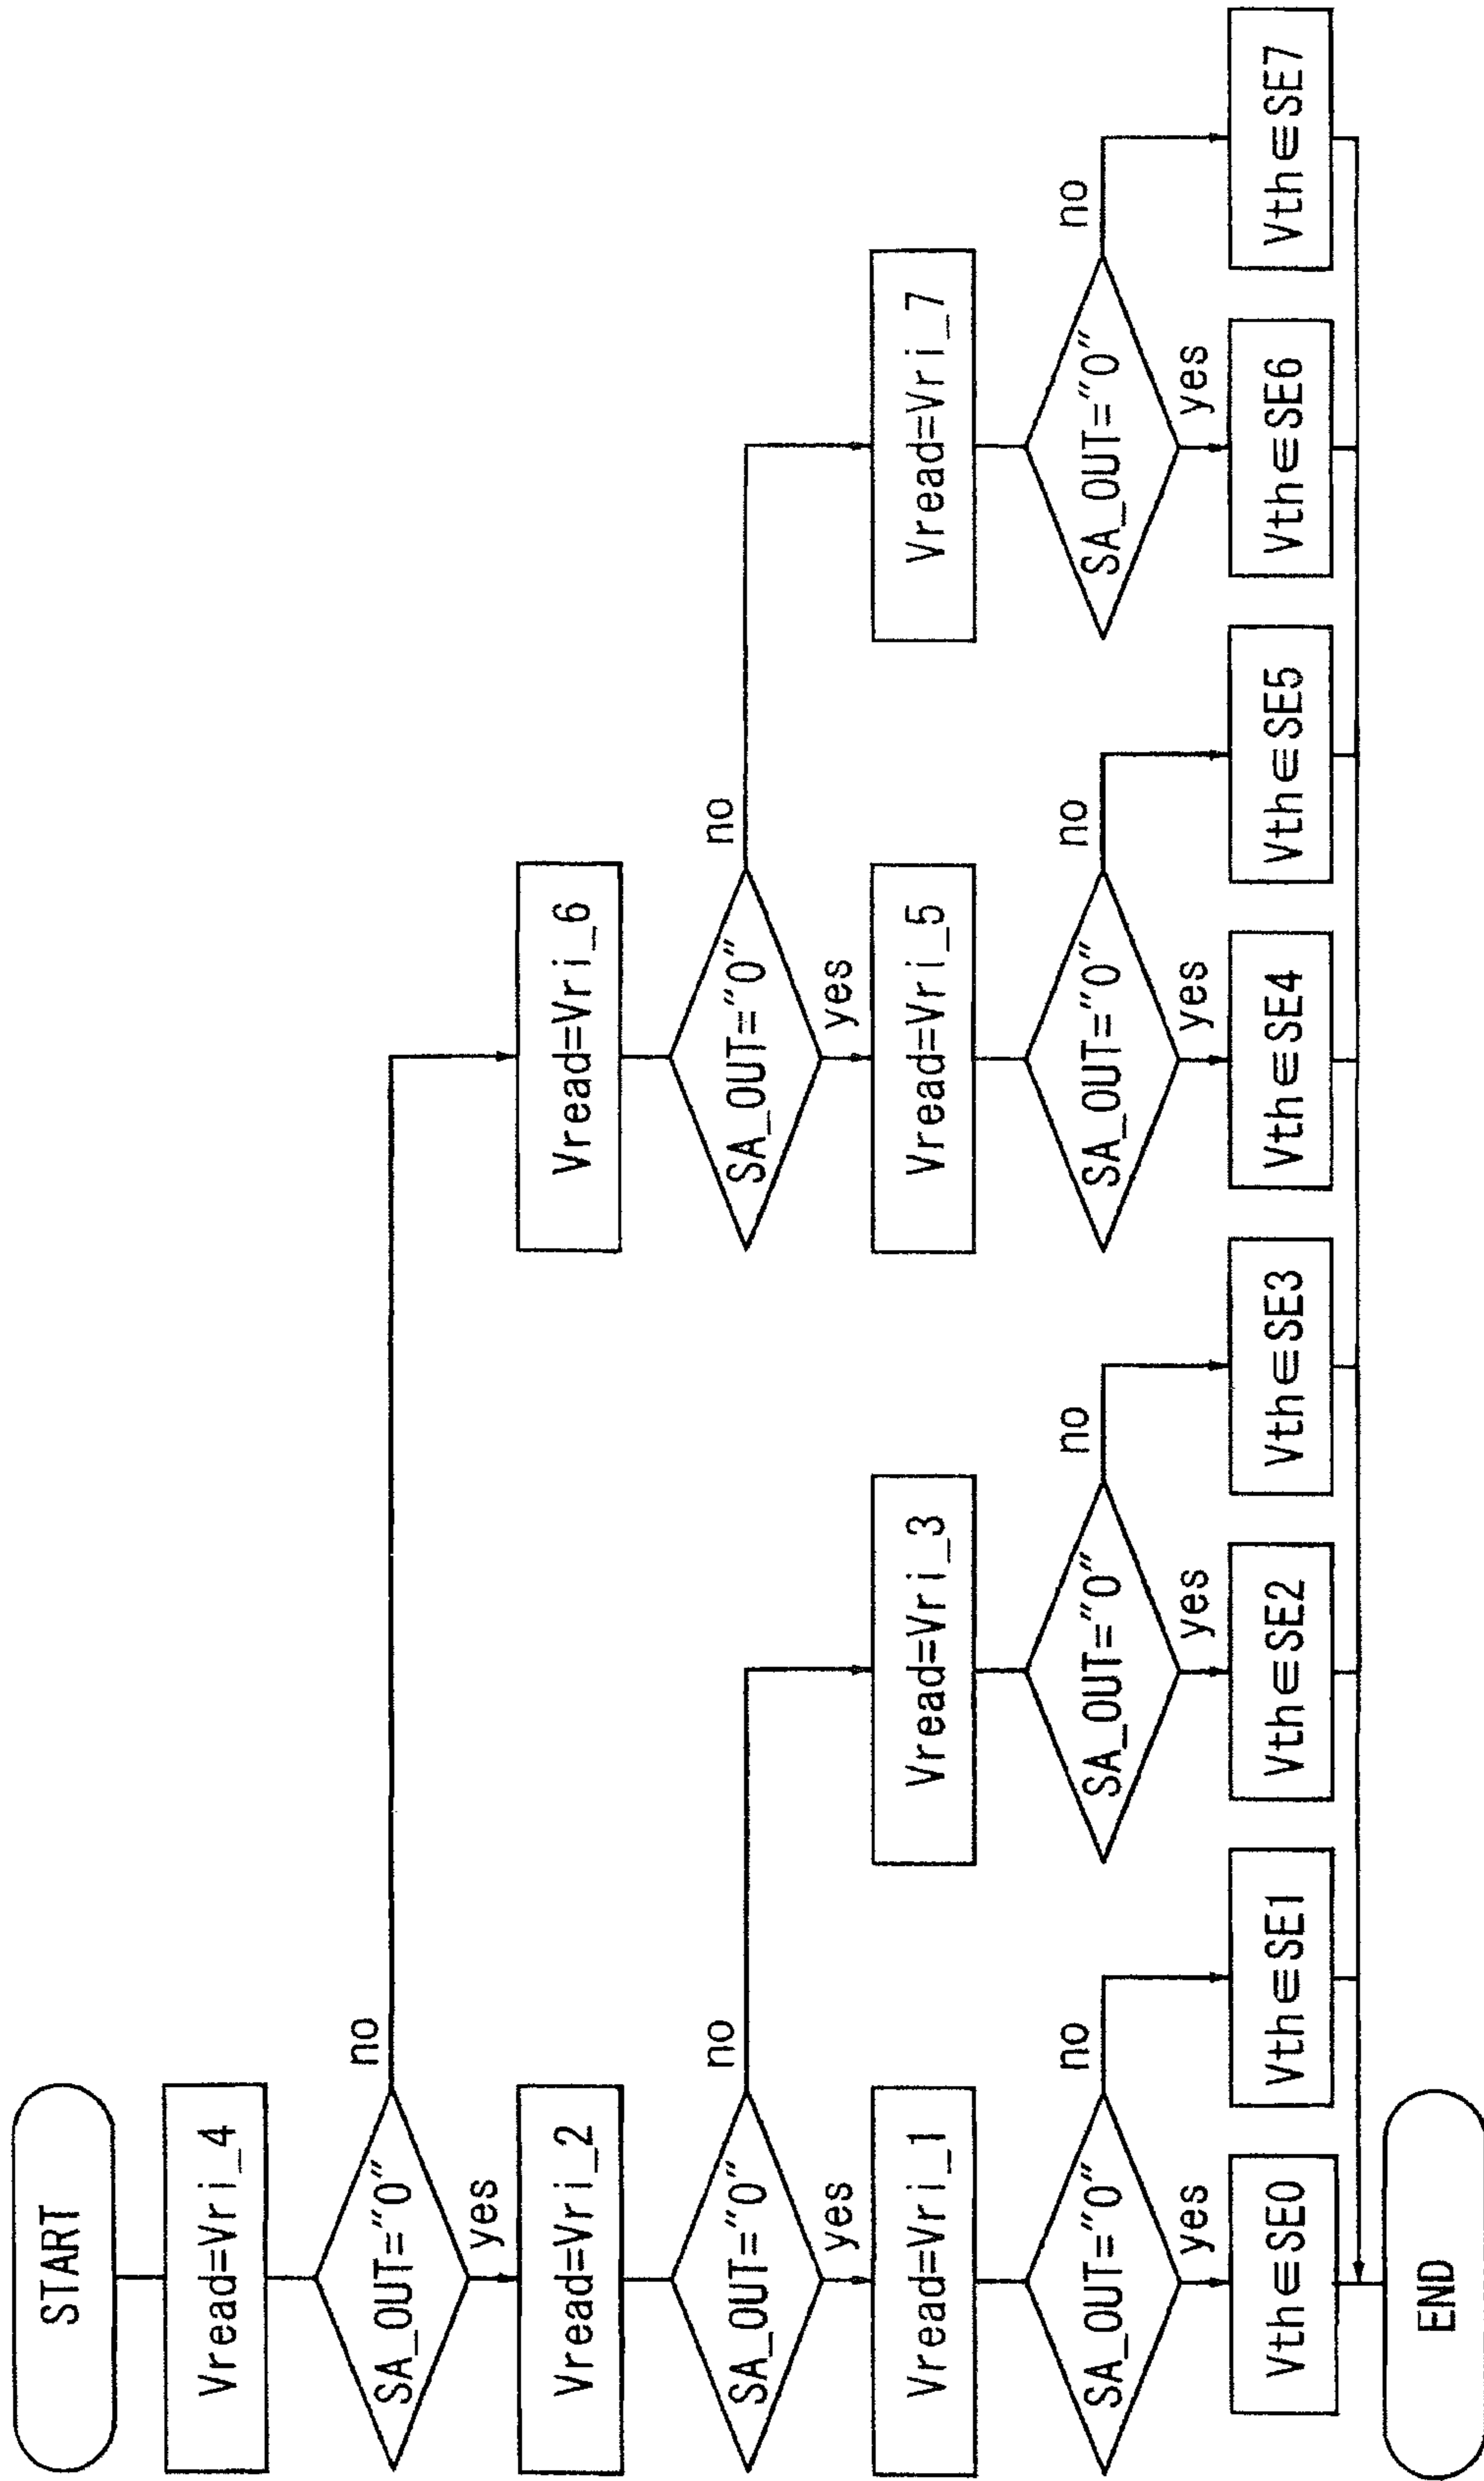 START
Vread=Vri_4
SA_OUT="0"
no
yes
Vread=Vri_2
Vread=Vri_6
SA_OUT="0"
no
SA_OUT="0"
no
yes
yes
Vread=Vri_1
Vread=Vri_3
Vread=Vri_5
Vread=Vri_7
SA_OUT="0"
no
SA_OUT="0"
no
SA_OUT="0"
no
SA_OUT="0"
no
yes
yes
yes
yes
Vth∈SE0
Vth∈SE1
Vth∈SE2
Vth∈SE3
Vth∈SE4
Vth∈SE5
Vth∈SE6
Vth∈SE7
END